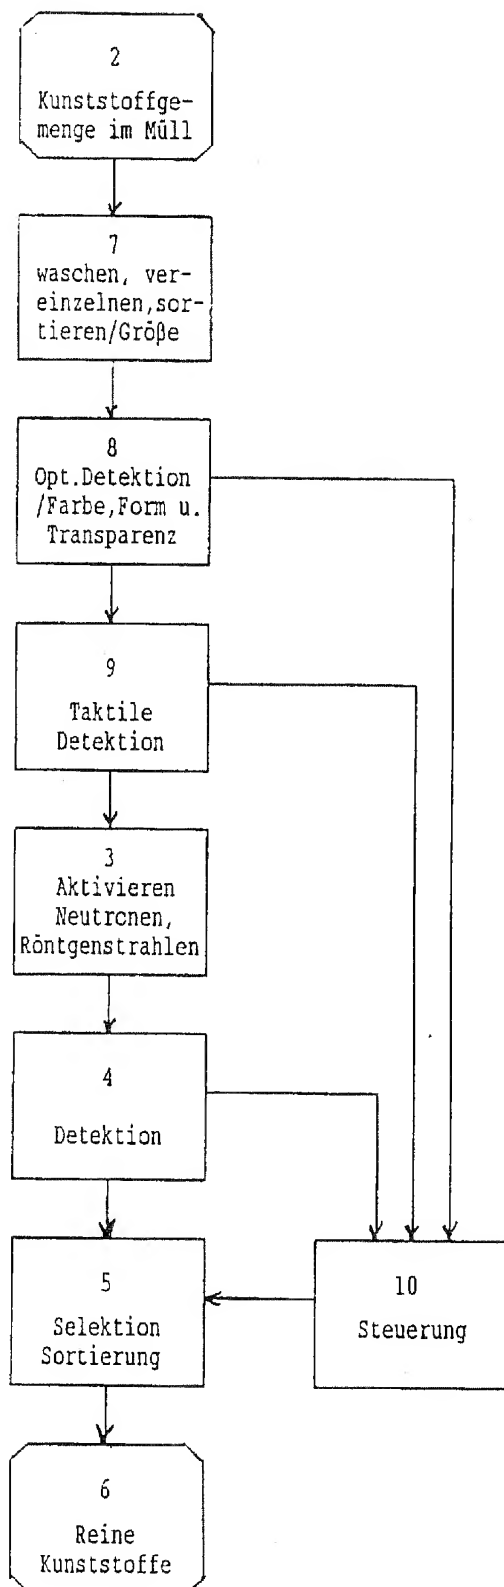 2
Kunststoffge-
menge im Müll
7
waschen, ver-
einzelnen,sor-
tieren/Größe
8
Opt.Detektion
/Farbe,Form u.
Transparenz
9
Taktile
Detektion
3
Aktivieren
Neutronen,
Röntgenstrahlen
4
Detektion
5
Selektion
Sortierung
10
Steuerung
6
Reine
Kunststoffe